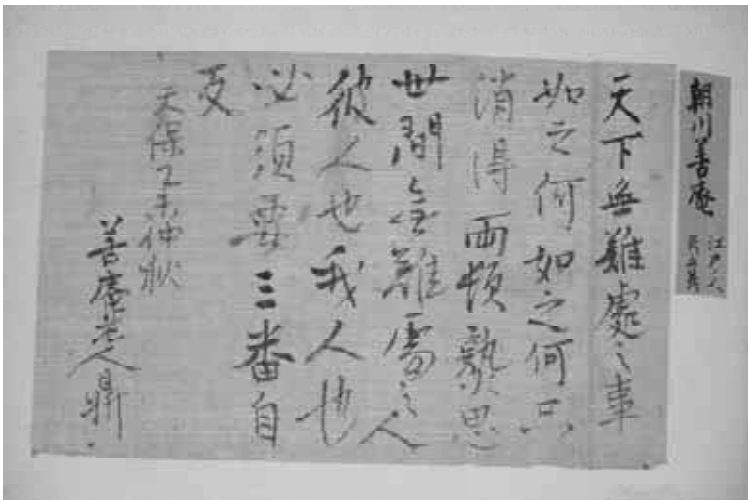 朝川善庵
江戸人
天下無難處之事
如之何如之何只
消得両頓熟思
世間無難處之人
彼人也我人也
必須要三番自
反
天保乙未仲秋
善庵老人鼎